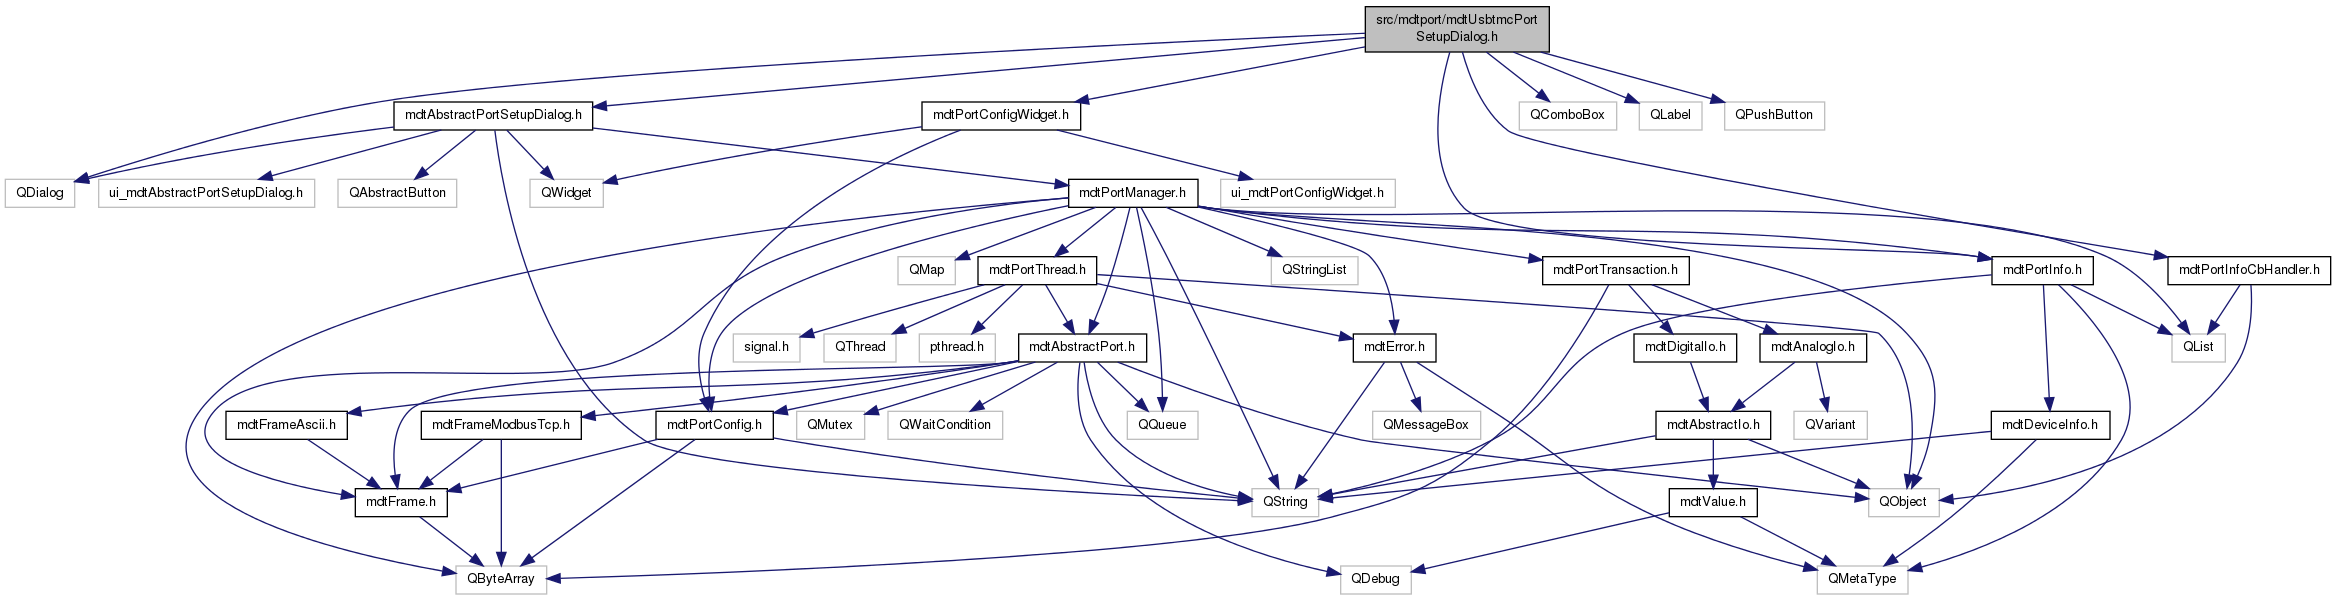 src/mdtport/mdtUsbtmcPort
SetupDialog.h
mdtAbstractPortSetupDialog.h
mdtPortConfigWidget.h
QComboBox
QLabel
QPushButton
QDialog
ui_mdtAbstractPortSetupDialog.h
QAbstractButton
QWidget
mdtPortManager.h
ui_mdtPortConfigWidget.h
QMap
mdtPortThread.h
QStringList
mdtPortTransaction.h
mdtPortInfo.h
mdtPortInfoCbHandler.h
signal.h
QThread
pthread.h
mdtAbstractPort.h
mdtError.h
mdtDigitalIo.h
mdtAnalogIo.h
QList
mdtFrameAscii.h
mdtFrameModbusTcp.h
mdtPortConfig.h
QMutex
QWaitCondition
QQueue
QMessageBox
mdtAbstractIo.h
QVariant
mdtDeviceInfo.h
mdtFrame.h
QString
mdtValue.h
QObject
QByteArray
QDebug
QMetaType